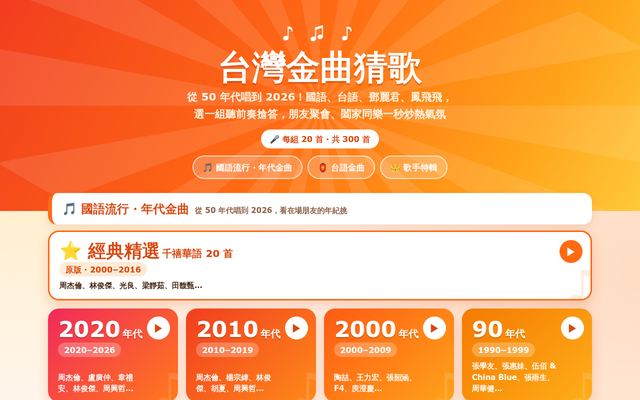 台灣金曲猜歌
從 50 年代唱到 2026！國語、台語、鄧麗君、鳳飛飛，
選一組聽前奏搶答，朋友聚會、闔家同樂一秒炒熱氣氛
🎤 每組 20 首・共 300 首
🎵 國語流行・年代金曲
🏮 台語金曲
👑 歌手特輯
🎵 國語流行・年代金曲 從 50 年代唱到 2026，看在場朋友的年紀挑
⭐ 經典精選 千禧華語 20 首
原版・2000–2016
周杰倫、林俊傑、光良、梁靜茹、田馥甄...
2020 年代
2020–2026
周杰倫、盧廣仲、韋禮
安、林俊傑、周興哲...
2010 年代
2010–2019
周杰倫、楊宗緯、林俊
傑、胡夏、周興哲...
2000 年代
2000–2009
陶喆、王力宏、張韶涵、
F4、庾澄慶...
90 年代
1990–1999
張學友、張惠妹、伍佰 &
China Blue、張雨生、
周華健...